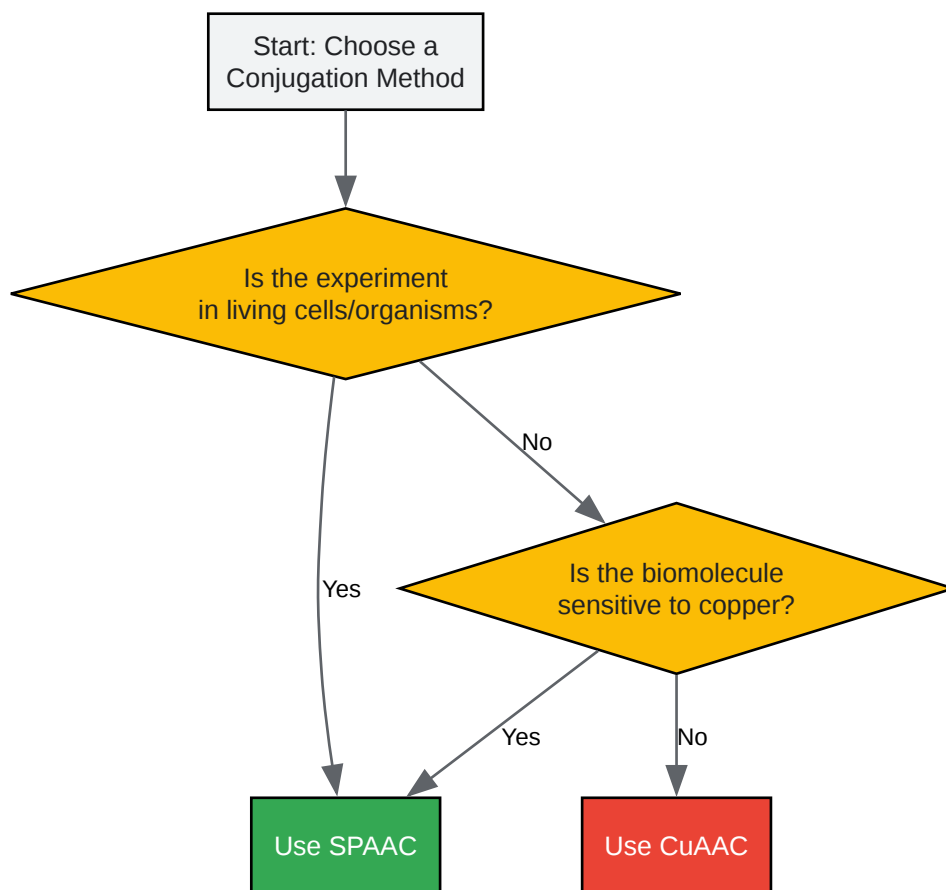 Start: Choose a
Conjugation Method
Is the experiment
in living cells/organisms?
No
Is the biomolecule
sensitive to copper?
Yes
Yes
No
Use SPAAC
Use CuAAC